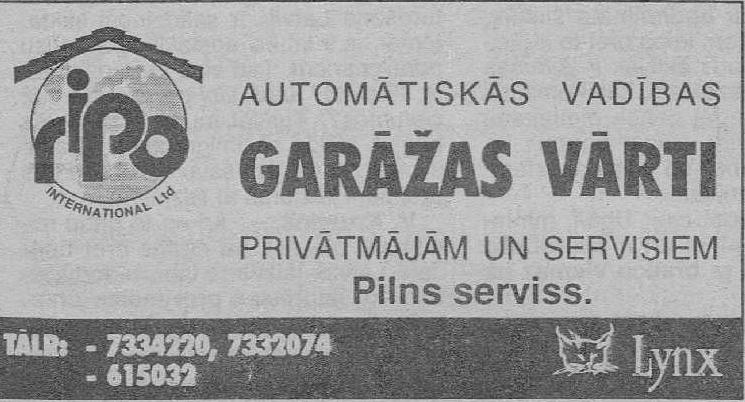 ripo
INTERNATIONAL Ltd
AUTOMĀTISKĀS VADĪBAS
GARĀŽAS VĀRTI
PRIVĀTMĀJĀM UN SERVISIEM
Pilns serviss.
TĀLR: - 7334220, 7332074
- 615032
Lynx